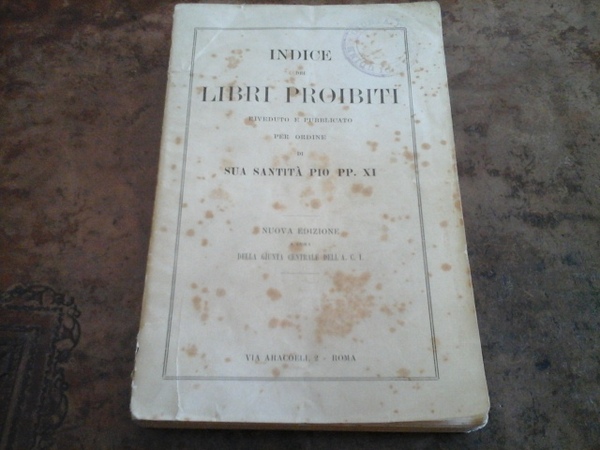 INDICE
DEI
LIBRI PROIBITI
RIVEDUTO E PUBBLICATO
PER ORDINE
DI
SUA SANTITÀ PIO PP. XI
NUOVA EDIZIONE
DELLA GIUNTA CENTRALE DELL'A. C. I.
VIA ARACOELI, 2 - ROMA